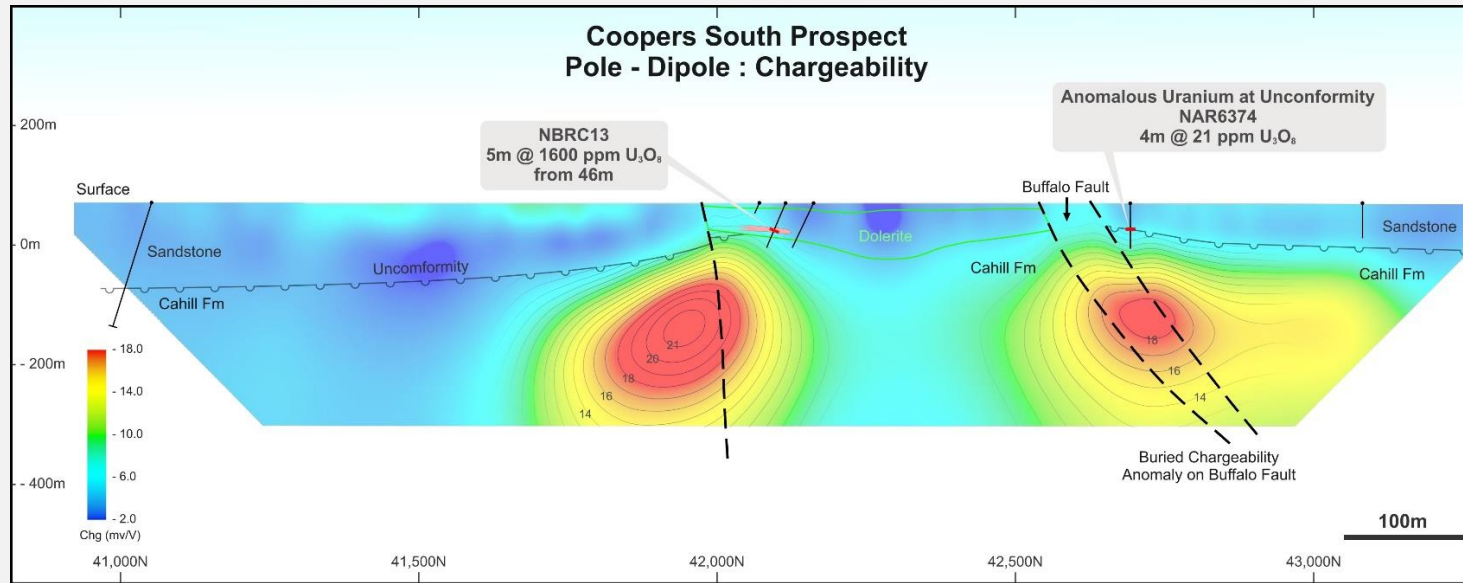 Coopers South Prospect
Pole - Dipole : Chargeability
Anomalous Uranium at Unconformity
NAR6374
4m @ 21 ppm U₃O₈
NBRC13
5m @ 1600 ppm U₃O₈
from 46m
200m
Surface
Buffalo Fault
0m
Sandstone
Uncomformity
Cahill Fm
Dolerite
Cahill Fm
Sandstone
Cahill Fm
- 200m
- 400m
18.0
- 14.0
- 10.0
- 6.0
- 2.0
Chg (mv/V)
21
20
18
16
14
18
16
14
Buried Chargeability
Anomaly on Buffalo Fault
100m
41,000N
41,500N
42,000N
42,500N
43,000N